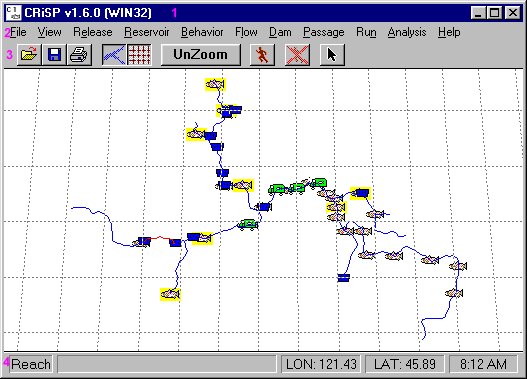 CRiSP v1.6.0 (WIN32) 1
2 File View Release Reservoir Behavior Flow Dam Passage Run Analysis Help
3 UnZoom
4 Reach LON: 121.43 LAT: 45.89 8:12 AM